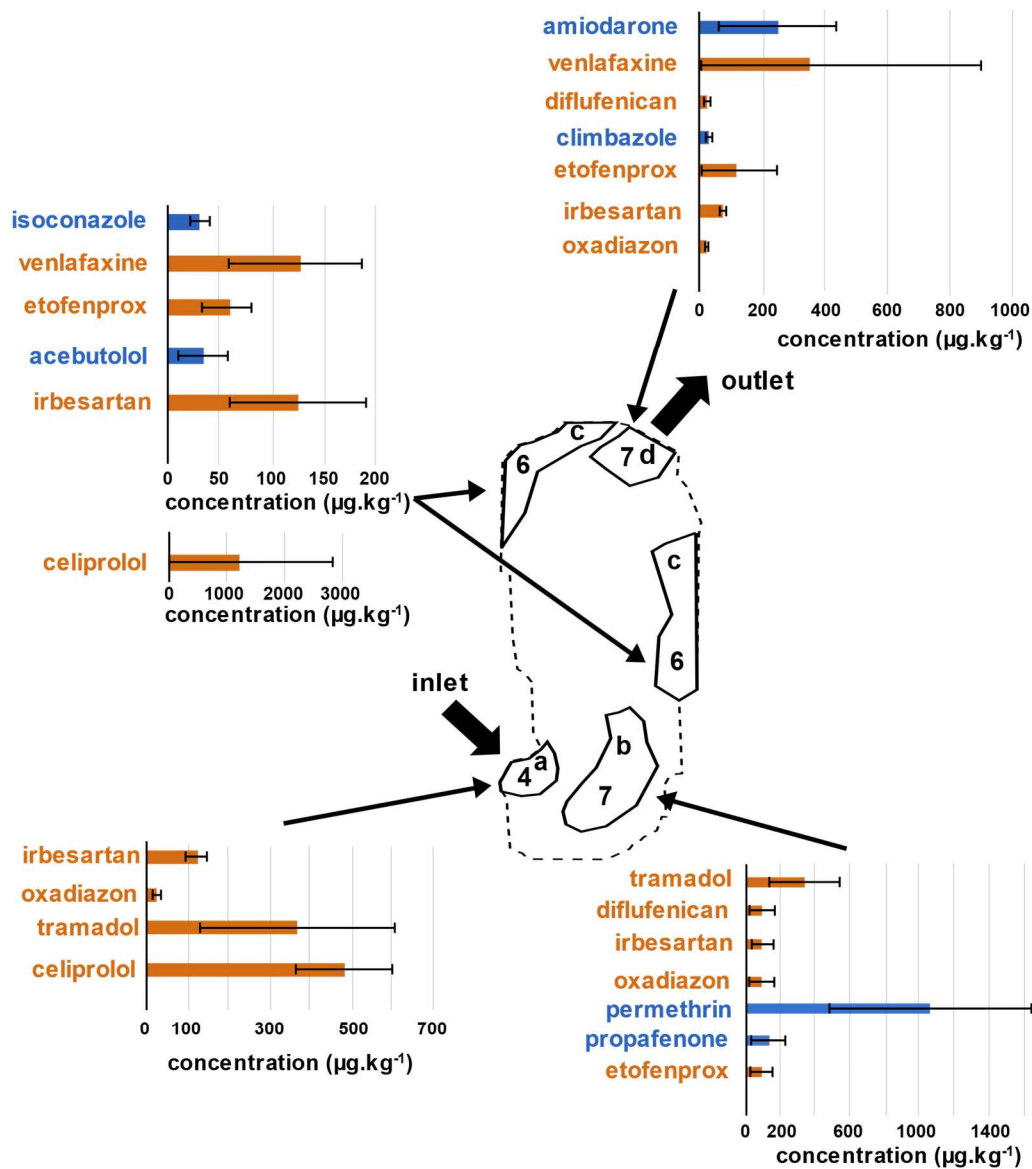 amiodarone
venlafaxine
diflufenican
climbazole
etofenprox
irbesartan
oxadiazon
0 200 400 600 800 1000
concentration (µg.kg⁻¹)
isoconazole
venlafaxine
etofenprox
acebutolol
irbesartan
0 50 100 150 200
concentration (µg.kg⁻¹)
celiprolol
0 1000 2000 3000
concentration (µg.kg⁻¹)
outlet
c
6
7 d
c
6
inlet
a
4
b
7
irbesartan
oxadiazon
tramadol
celiprolol
0 100 300 500 700
concentration (µg.kg⁻¹)
tramadol
diflufenican
irbesartan
oxadiazon
permethrin
propafenone
etofenprox
0 200 600 1000 1400
concentration (µg.kg⁻¹)